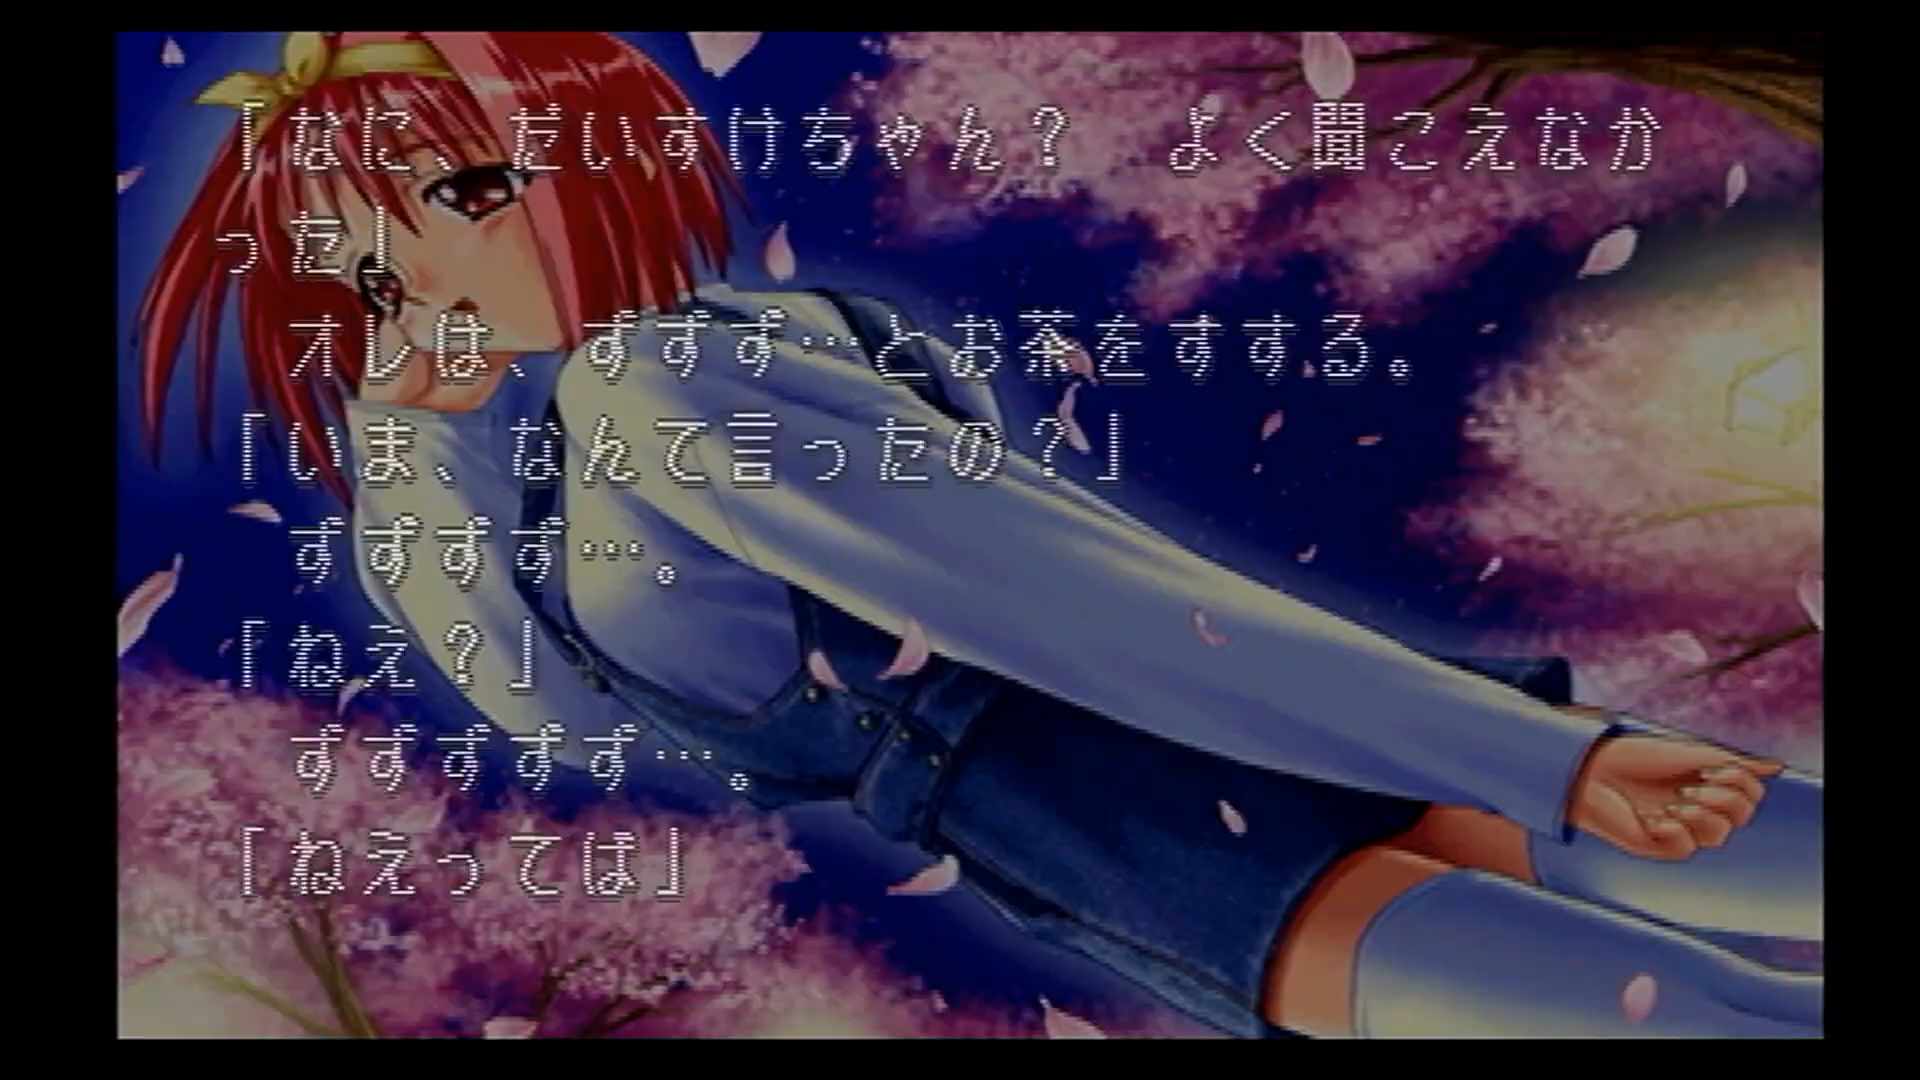 「なに、だいすけちゃん？　よく聞こえなか
った」
　オレは、ずずず…とお茶をすする。
「いま、なんて言ったの？」
　ずずずず…。
「ねえ？」
　ずずずずず…。
「ねえってば」